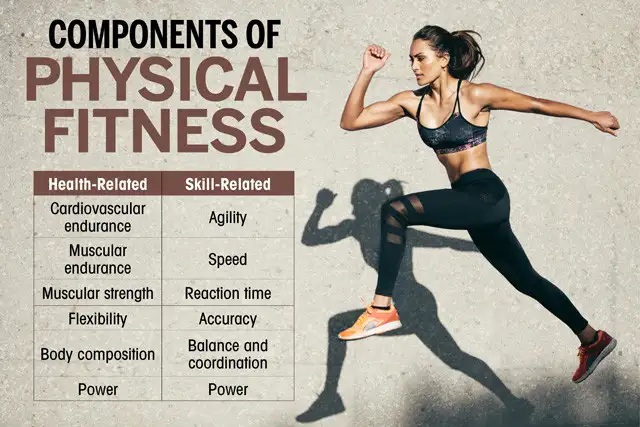 COMPONENTS OF
PHYSICAL
FITNESS
Health-Related Skill-Related
Cardiovascular
endurance
Agility
Muscular
endurance
Speed
Muscular strength Reaction time
Flexibility Accuracy
Body composition
Balance and
coordination
Power Power